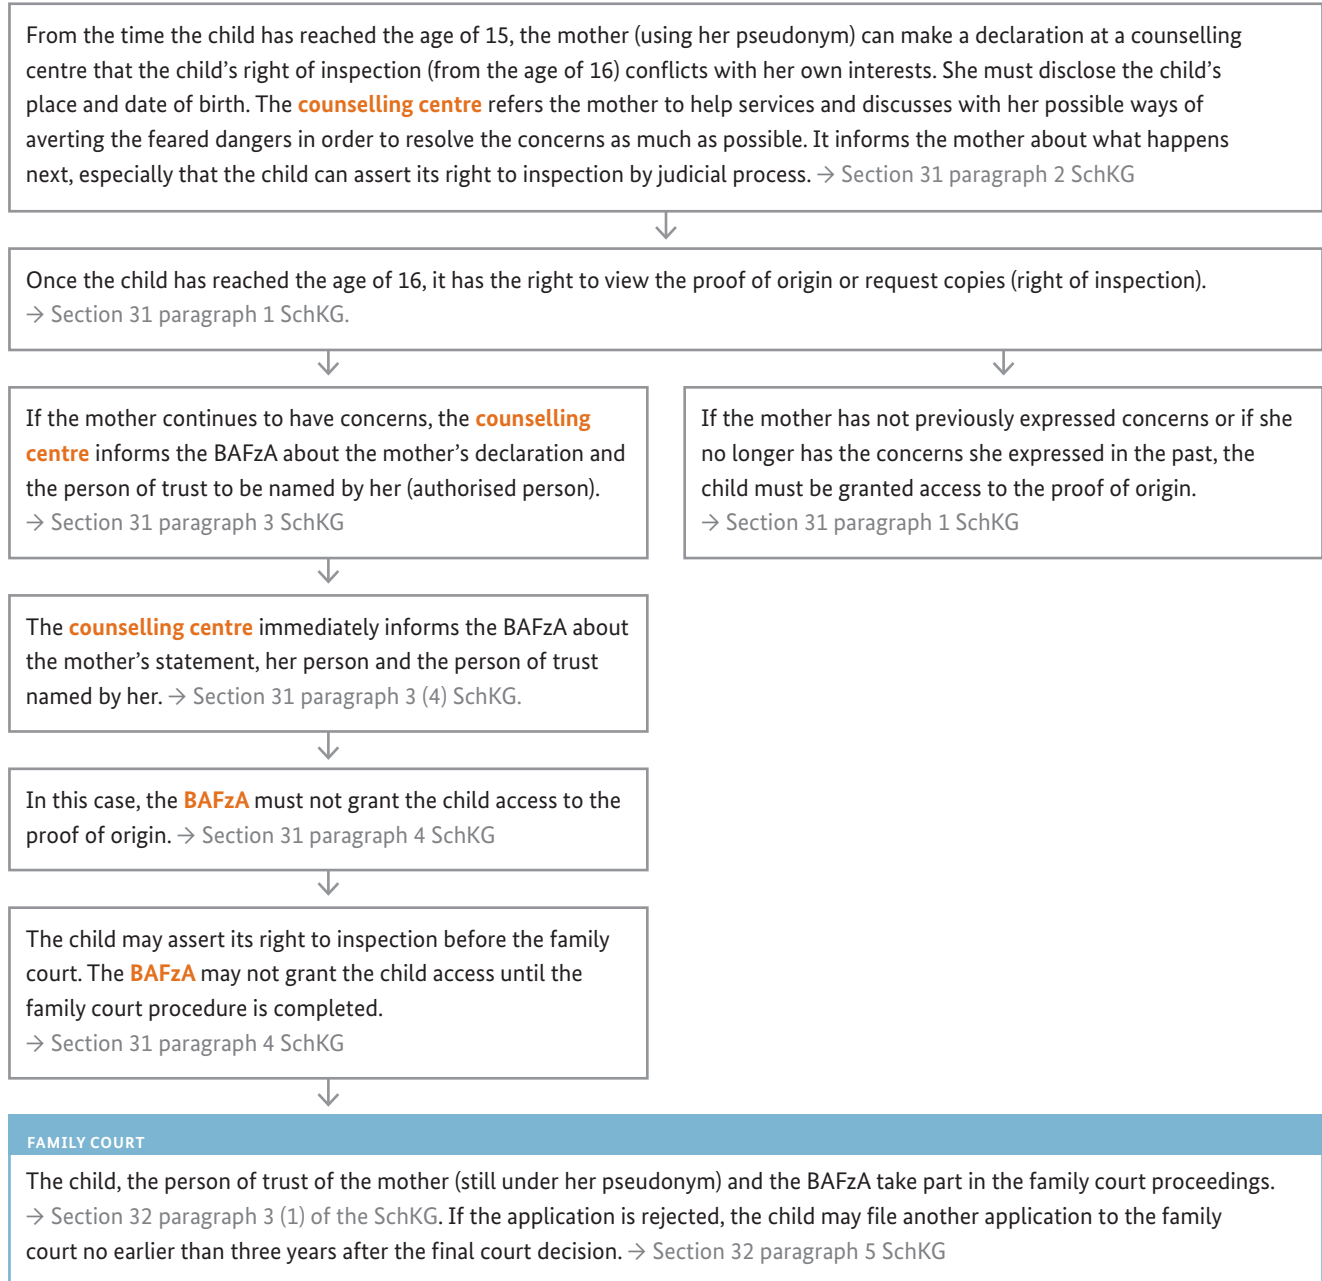 From the time the child has reached the age of 15, the mother (using her pseudonym) can make a declaration at a counselling
centre that the child’s right of inspection (from the age of 16) conflicts with her own interests. She must disclose the child’s
place and date of birth. The counselling centre refers the mother to help services and discusses with her possible ways of
averting the feared dangers in order to resolve the concerns as much as possible. It informs the mother about what happens
next, especially that the child can assert its right to inspection by judicial process. → Section 31 paragraph 2 SchKG
Once the child has reached the age of 16, it has the right to view the proof of origin or request copies (right of inspection).
→ Section 31 paragraph 1 SchKG.
If the mother continues to have concerns, the counselling
centre informs the BAFzA about the mother’s declaration and
the person of trust to be named by her (authorised person).
→ Section 31 paragraph 3 SchKG
If the mother has not previously expressed concerns or if she
no longer has the concerns she expressed in the past, the
child must be granted access to the proof of origin.
→ Section 31 paragraph 1 SchKG
The counselling centre immediately informs the BAFzA about
the mother’s statement, her person and the person of trust
named by her. → Section 31 paragraph 3 (4) SchKG.
In this case, the BAFzA must not grant the child access to the
proof of origin. → Section 31 paragraph 4 SchKG
The child may assert its right to inspection before the family
court. The BAFzA may not grant the child access until the
family court procedure is completed.
→ Section 31 paragraph 4 SchKG
FAMILY COURT
The child, the person of trust of the mother (still under her pseudonym) and the BAFzA take part in the family court proceedings.
→ Section 32 paragraph 3 (1) of the SchKG. If the application is rejected, the child may file another application to the family
court no earlier than three years after the final court decision. → Section 32 paragraph 5 SchKG